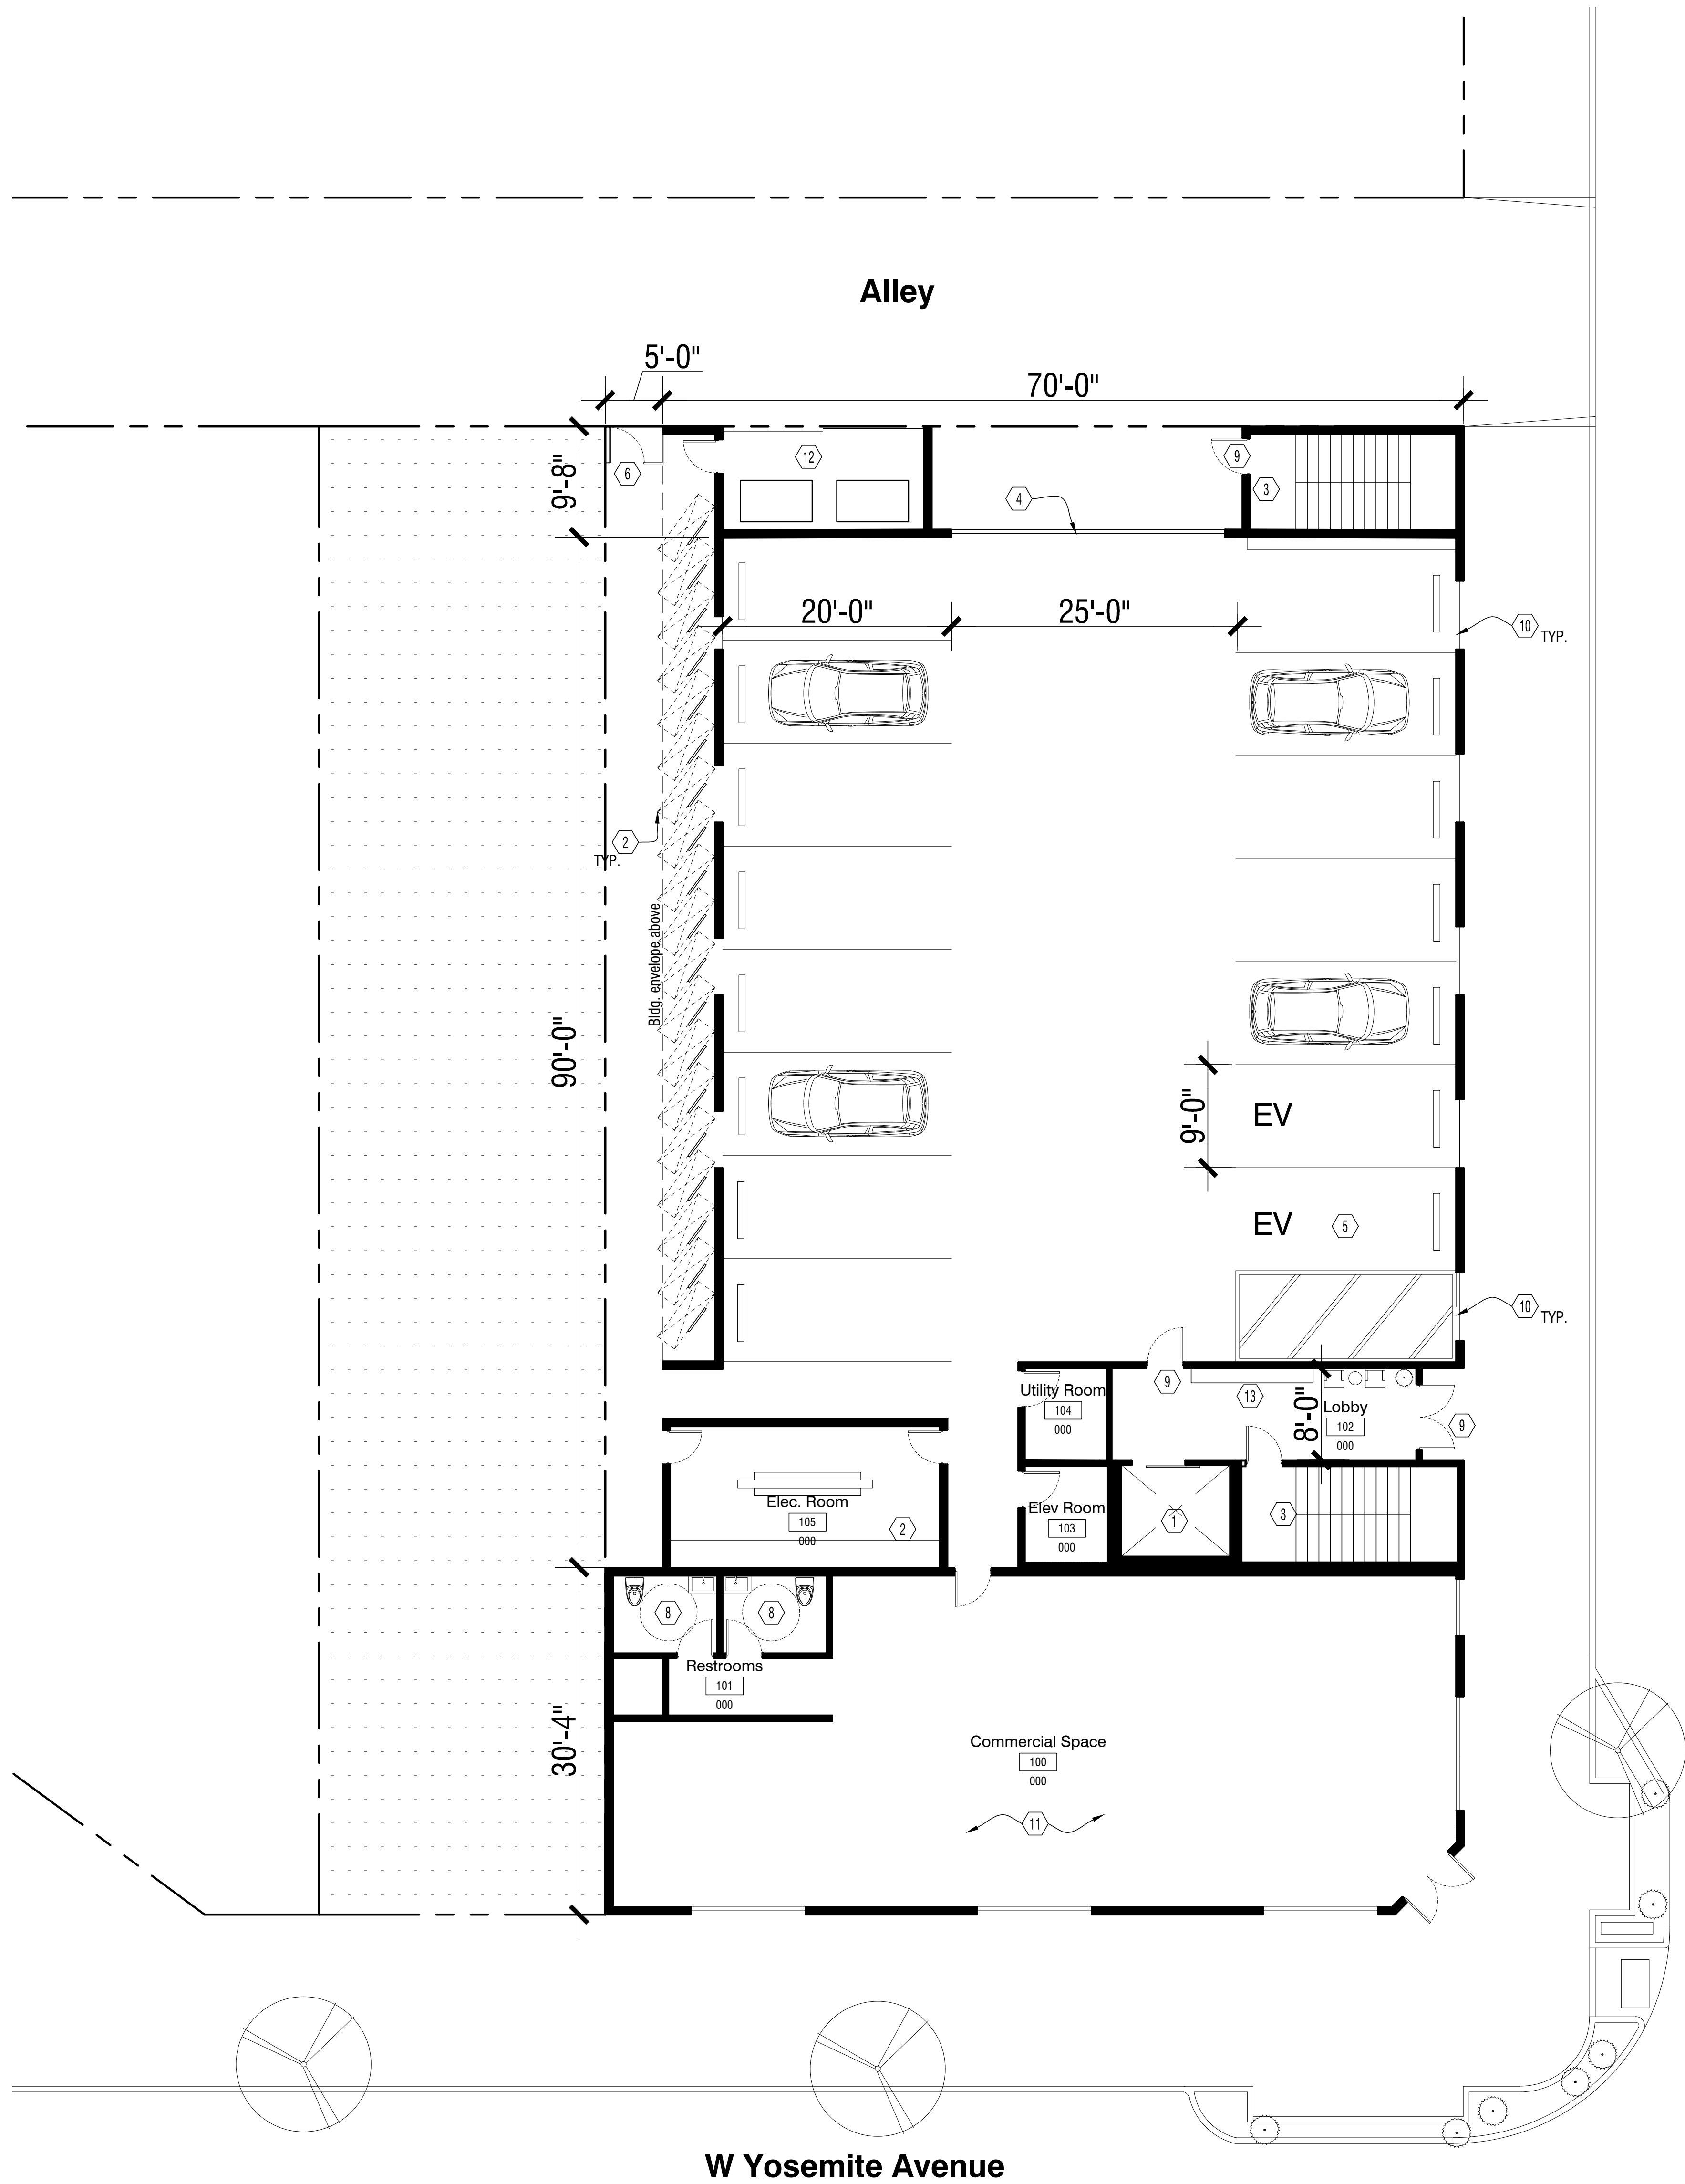 Alley
5'-0"
70'-0"
9'-8"
6
12
9
3
4
20'-0"
25'-0"
10
TYP.
2
TYP.
Bldg. envelope above
90'-0"
9'-0"
EV
EV
5
10
TYP.
9
13
8'-0"
Utility Room
104
000
Lobby
102
000
9
Elec. Room
105
000
2
Elev Room
103
000
1
3
8
8
Restrooms
101
000
30'-4"
Commercial Space
100
000
11
W Yosemite Avenue